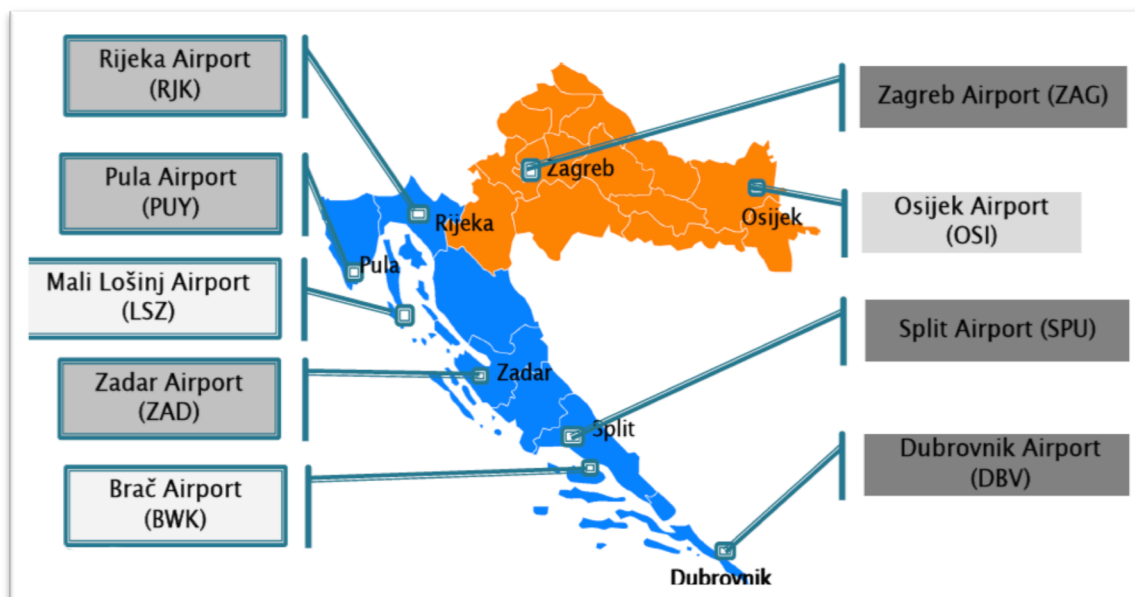 Rijeka Airport
(RJK)
Pula Airport
(PUY)
Mali Lošinj Airport
(LSZ)
Zadar Airport
(ZAD)
Brač Airport
(BWK)
Zagreb
Osijek
Rijeka
Pula
Zadar
Split
Dubrovnik
Zagreb Airport (ZAG)
Osijek Airport
(OSI)
Split Airport (SPU)
Dubrovnik Airport
(DBV)